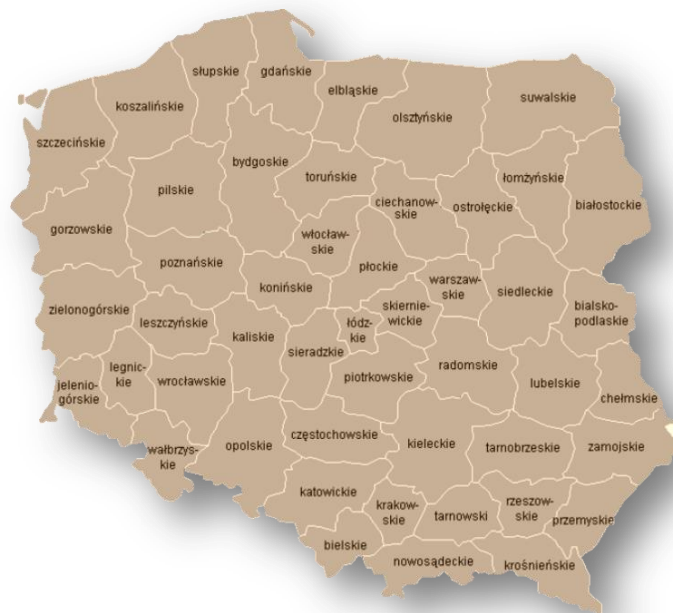 słupskie
gdańskie
elbląskie
suwalskie
koszalińskie
olsztyńskie
szczecińskie
bydgoskie
toruńskie
łomżyńskie
pilskie
ciechanow-
skie
ostrołęckie
białostockie
gorzowskie
włocław-
skie
poznańskie
płockie
konińskie
warszaw-
skie
siedleckie
zielonogórskie
leszczyńskie
kaliskie
łódz-
kie
skiernie-
wickie
bialsko-
podlaskie
sieradzkie
legnic-
kie
wrocławskie
piotrkowskie
radomskie
lubelskie
jelenio-
górskie
chełmskie
wałbrzys-
kie
opolskie
częstochowskie
kieleckie
tarnobrzeskie
zamojskie
katowickie
krakow-
skie
tarnowski
rzeszow-
skie
przemyskie
bielskie
nowosądeckie
krośnieńskie